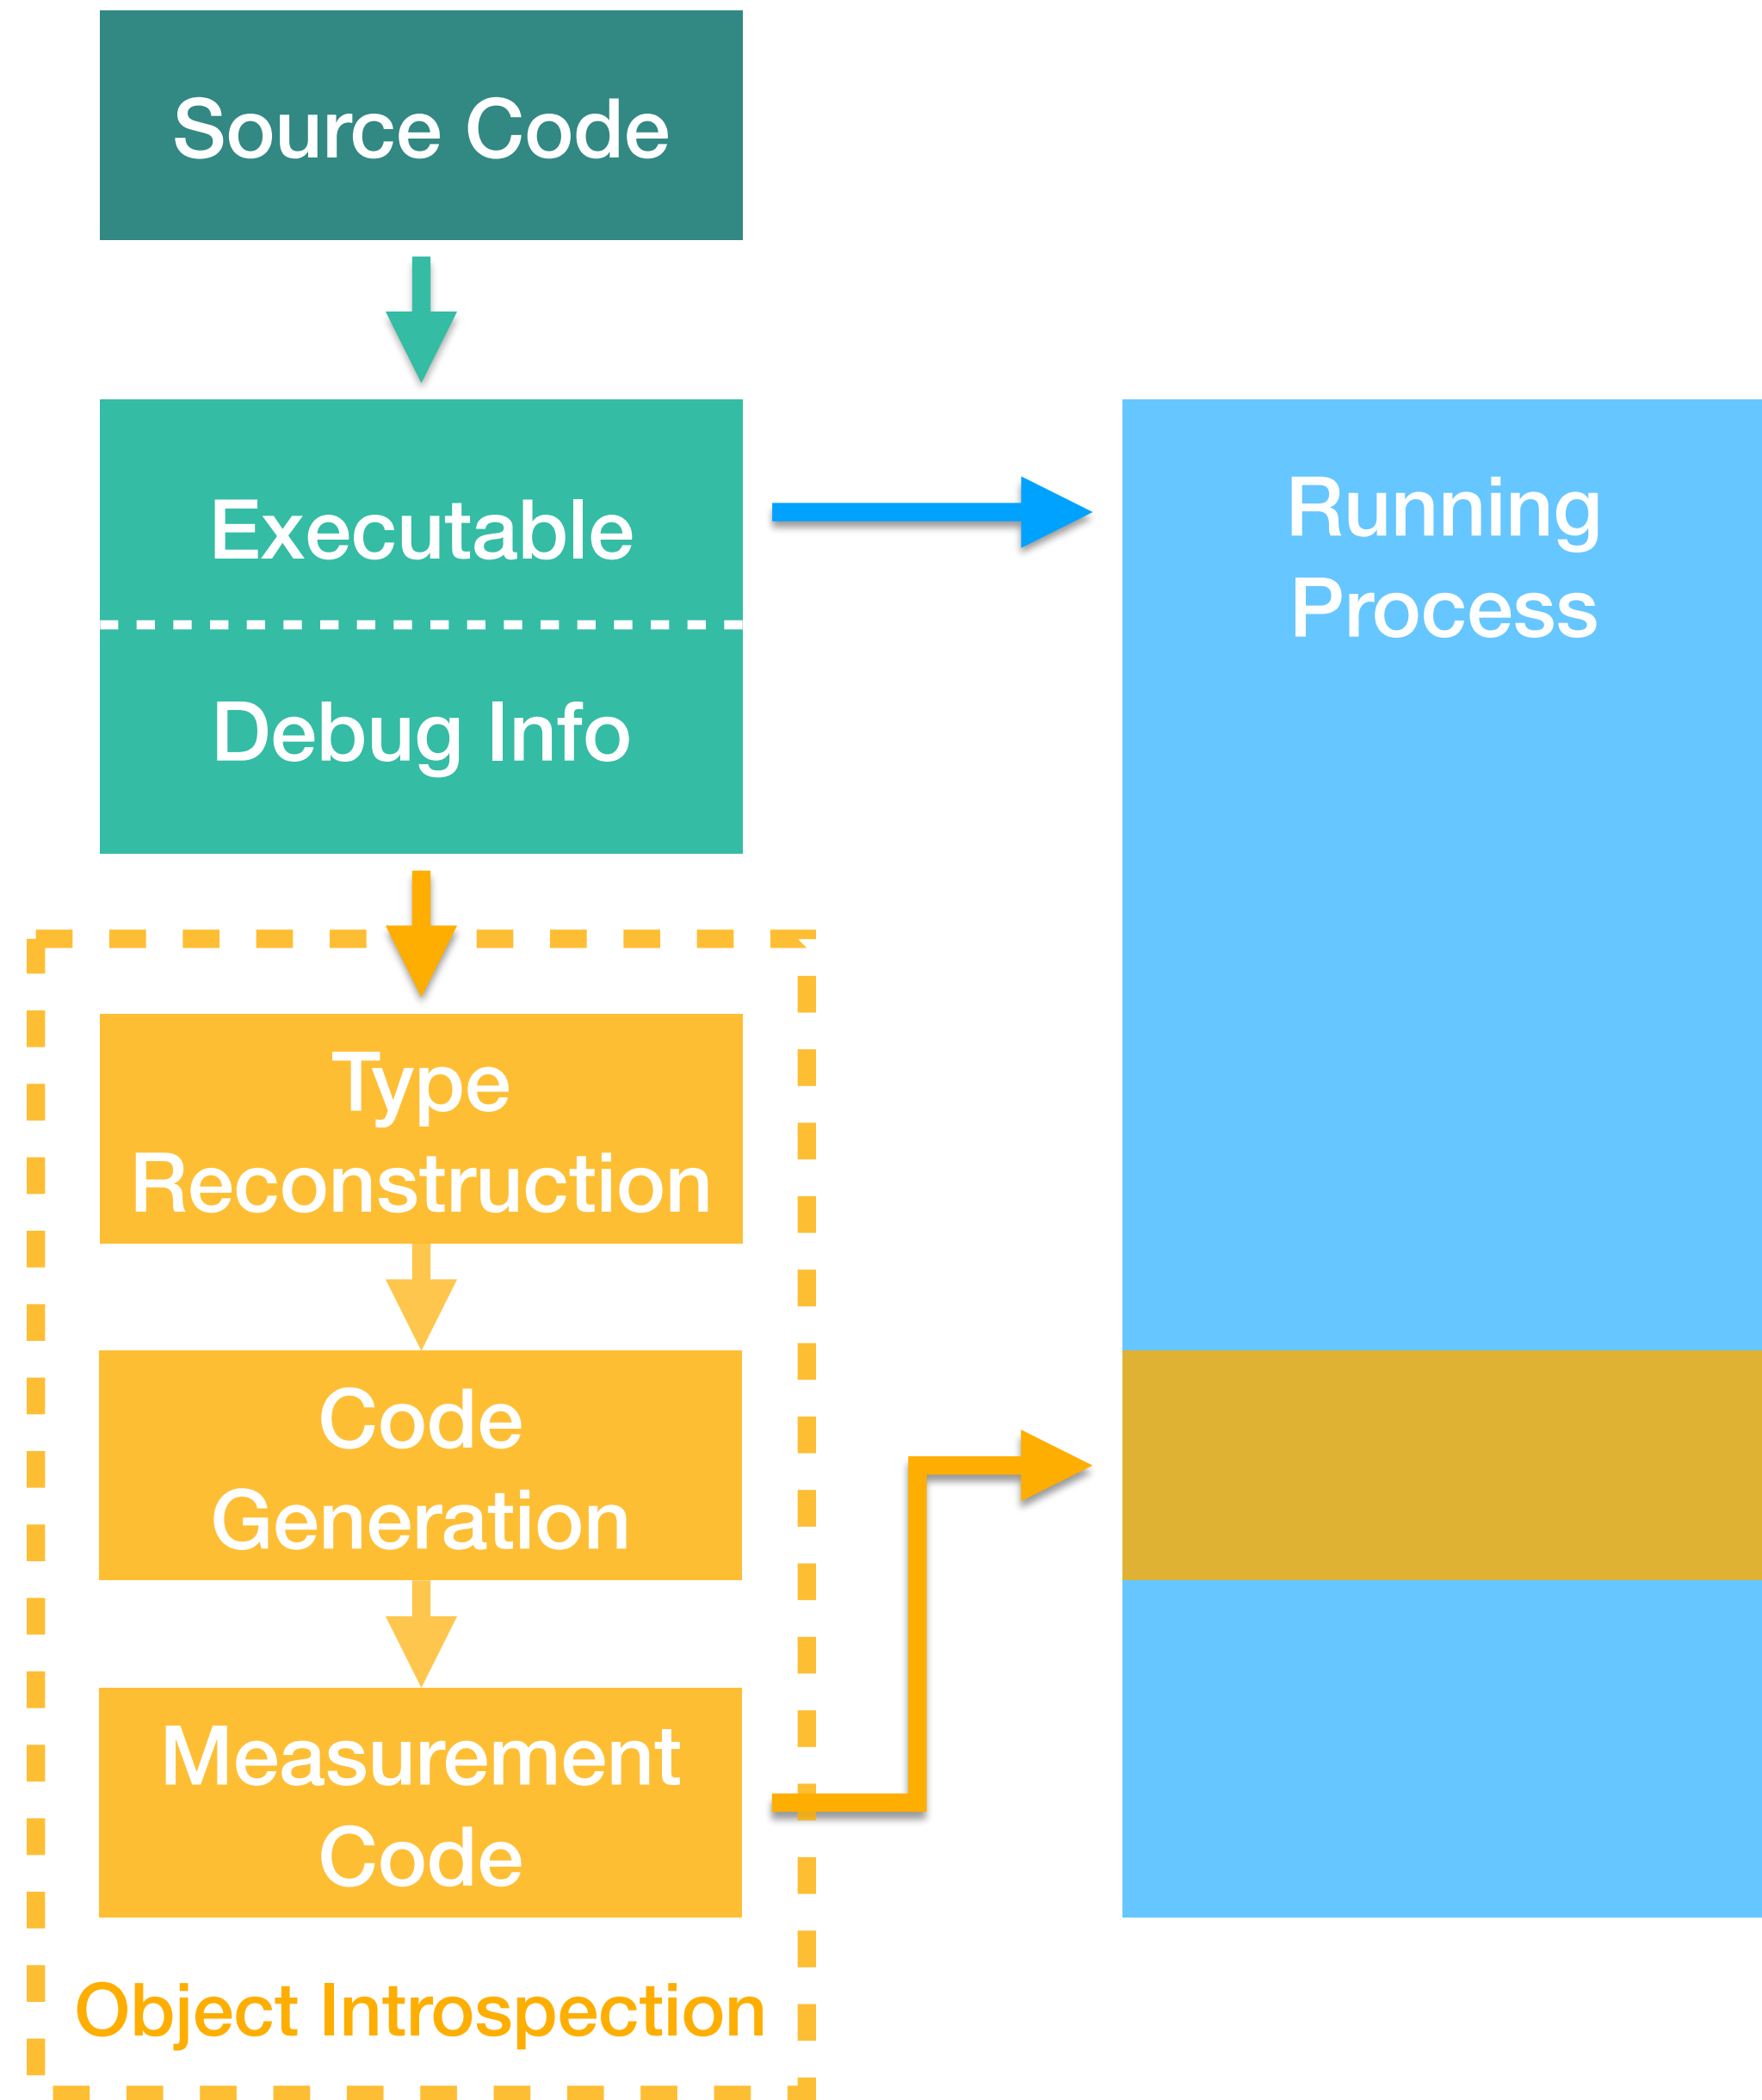 Source Code
Executable
Running
Process
Debug Info
Type
Reconstruction
Code
Generation
Measurement
Code
Object Introspection